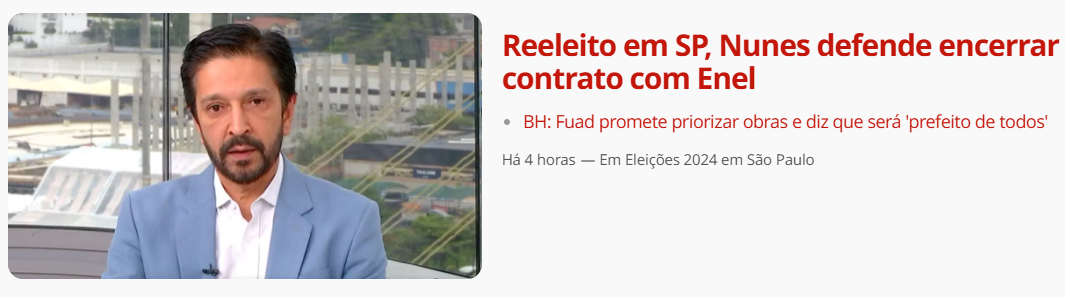 Reeleito em SP, Nunes defende encerrar
contrato com Enel
BH: Fuad promete priorizar obras e diz que será 'prefeito de todos'
Há 4 horas — Em Eleições 2024 em São Paulo